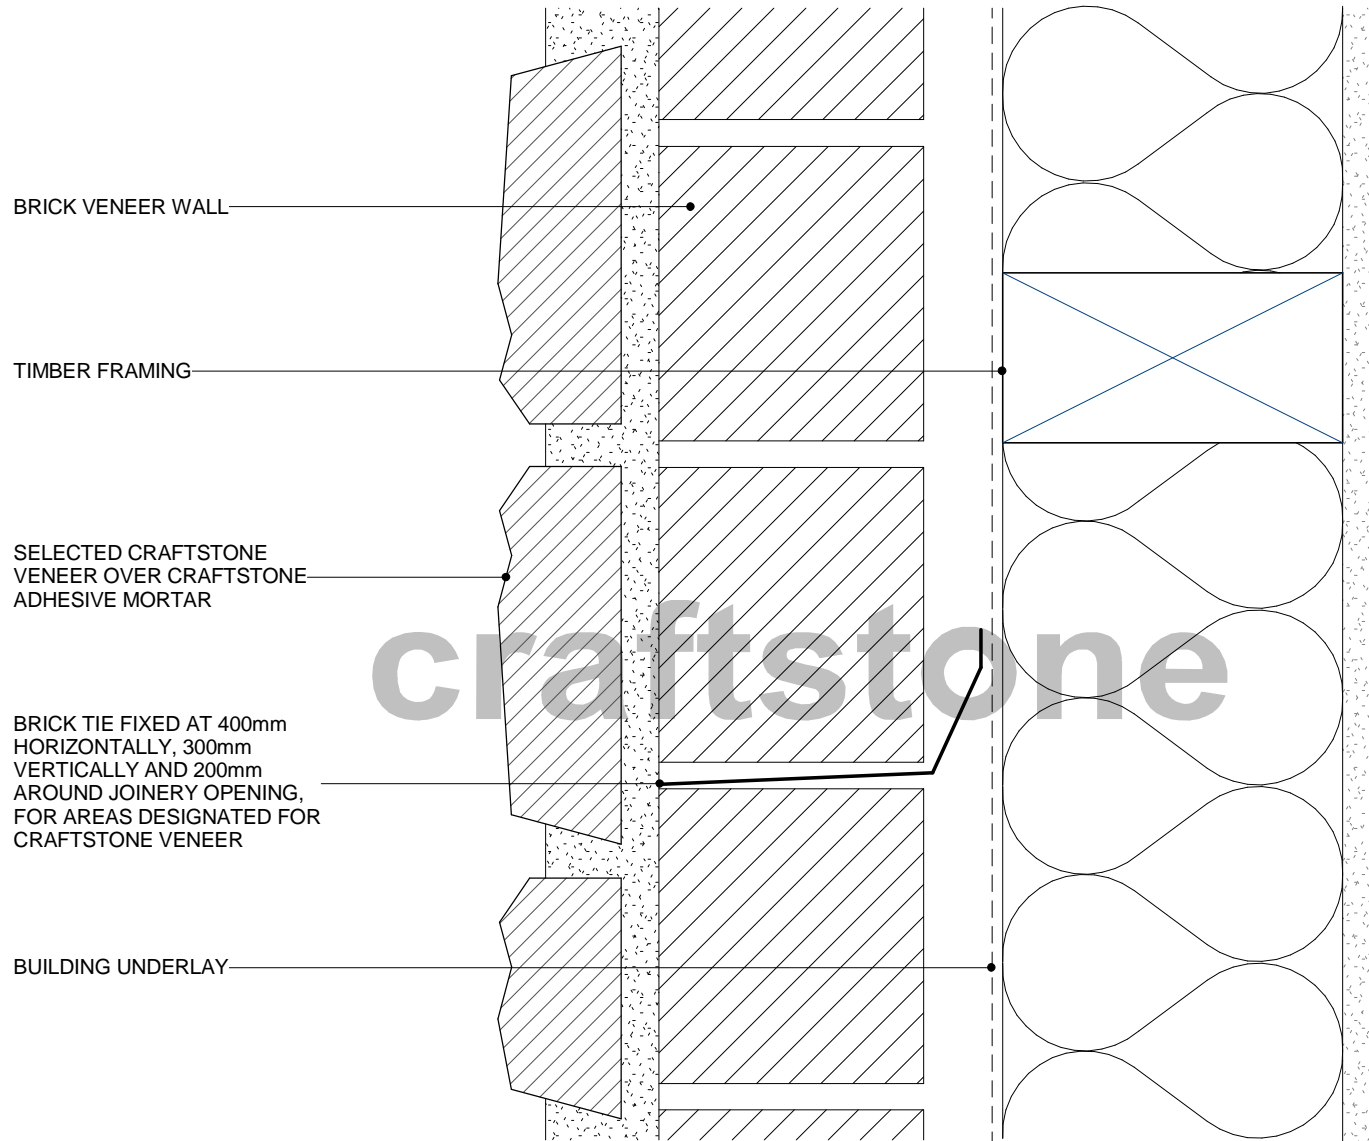 BRICK VENEER WALL
TIMBER FRAMING
SELECTED CRAFTSTONE
VENEER OVER CRAFTSTONE
ADHESIVE MORTAR
craftstone
BRICK TIE FIXED AT 400mm
HORIZONTALLY, 300mm
VERTICALLY AND 200mm
AROUND JOINERY OPENING,
FOR AREAS DESIGNATED FOR
CRAFTSTONE VENEER
BUILDING UNDERLAY